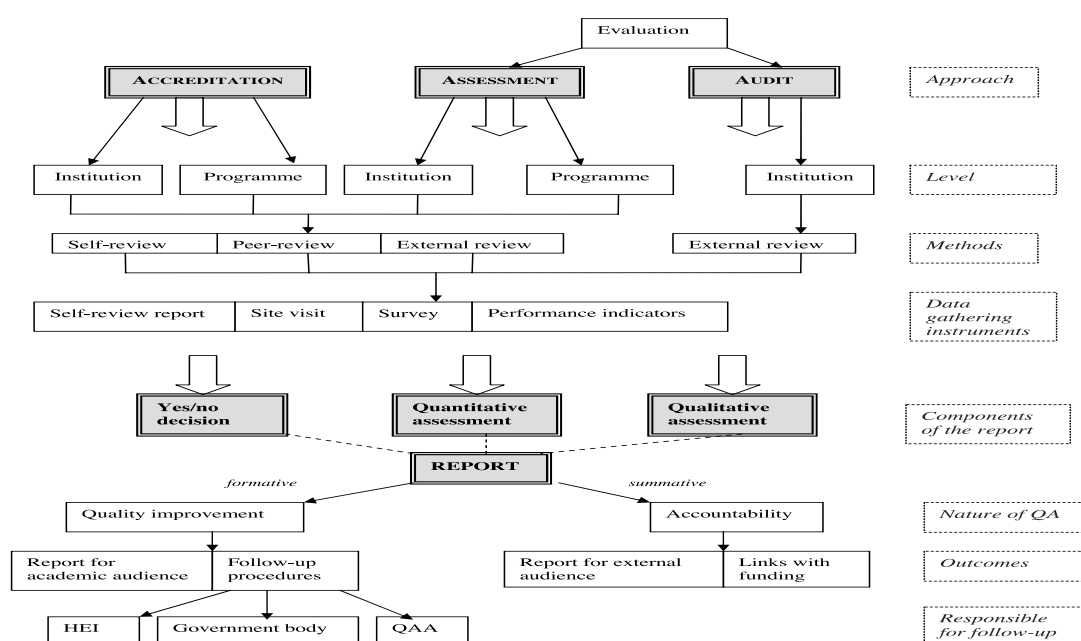 Evaluation
ACCREDITATION
ASSESSMENT
AUDIT
Approach
Institution
Programme
Institution
Programme
Institution
Level
Self-review
Peer-review
External review
External review
Methods
Self-review report
Site visit
Survey
Performance indicators
Data
gathering
instruments
Yes/no
decision
Quantitative
assessment
Qualitative
assessment
Components
of the report
REPORT
formative
summative
Quality improvement
Accountability
Nature of QA
Report for
academic audience
Follow-up
procedures
Report for external
audience
Links with
funding
Outcomes
HEI
Government body
QAA
Responsible
for follow-up